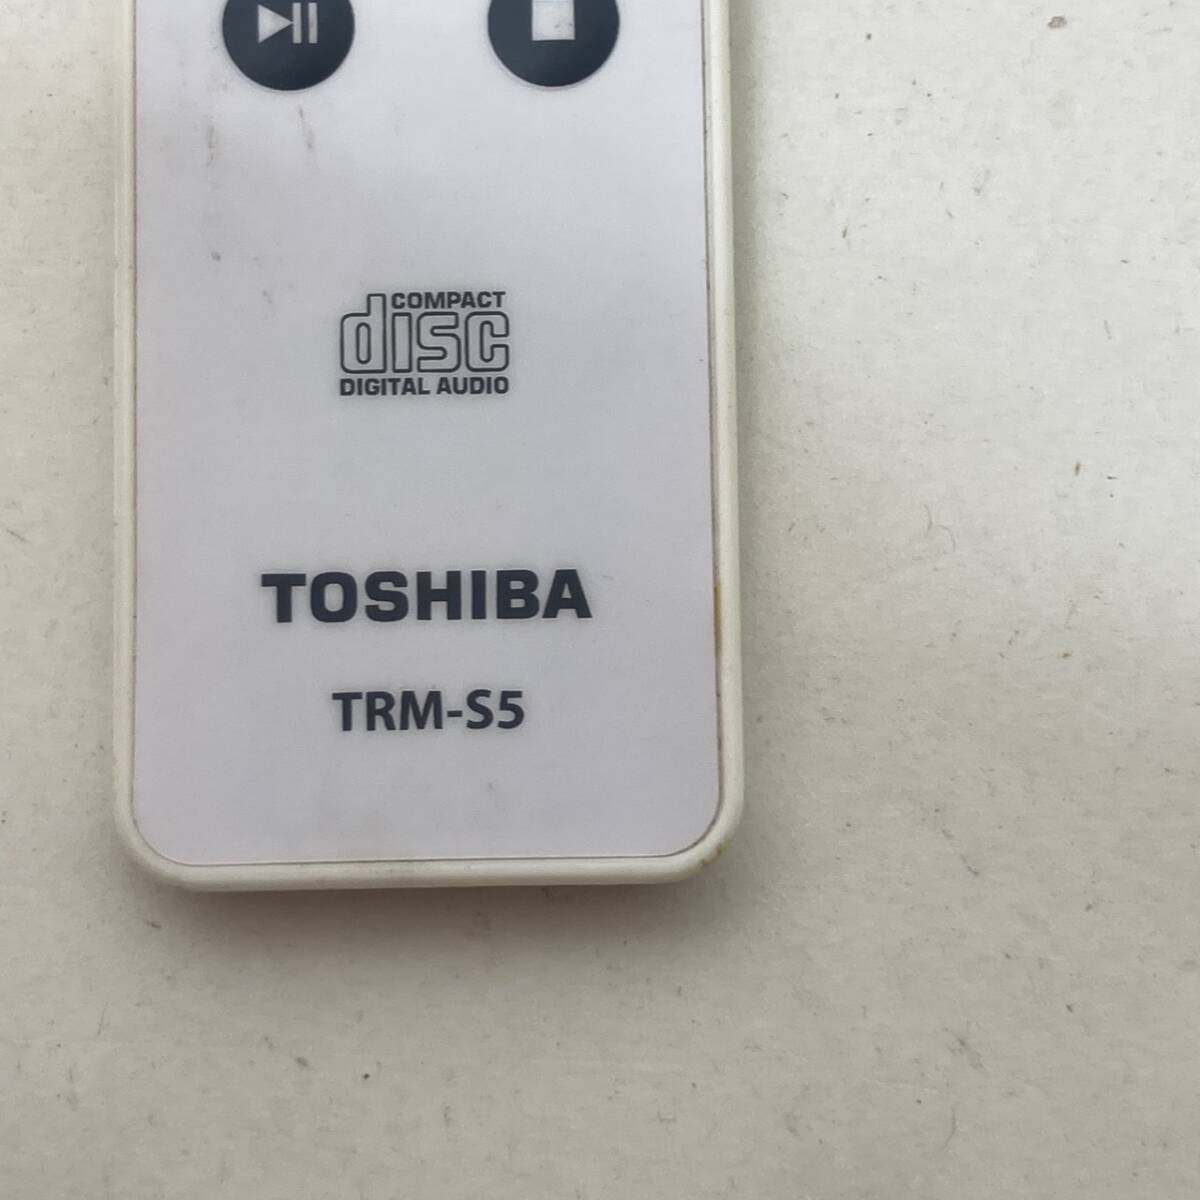 COMPACT
disc
DIGITAL AUDIO
TOSHIBA
TRM-S5